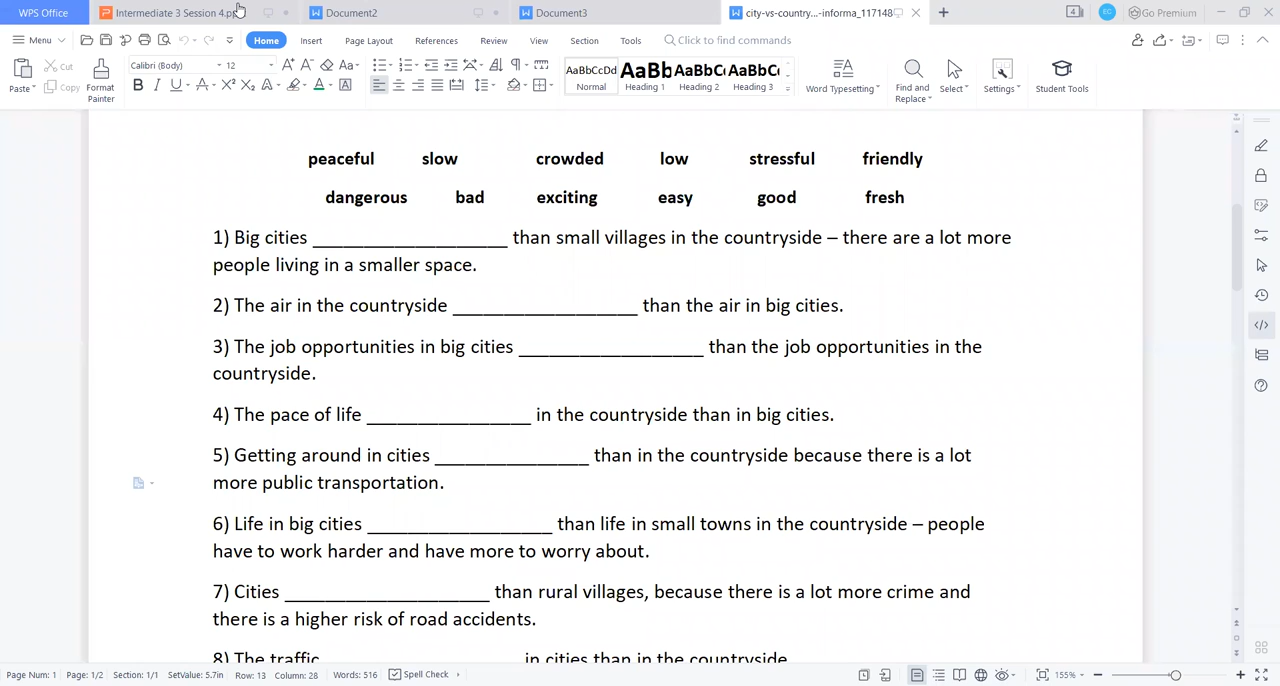 WPS Office Intermediate 3 Session 4.pp Document2 Document3 city-vs-country...-informa_117148 EC Go Premium
Menu Home Insert Page Layout References Review View Section Tools Click to find commands
Paste Cut Copy Format Painter Calibri (Body) 12 AaBbCcDd Normal AaBb Heading 1 AaBbC Heading 2 AaBbC Heading 3 Word Typesetting Find and Replace Select Settings Student Tools
peaceful slow crowded low stressful friendly
dangerous bad exciting easy good fresh
1) Big cities ___________________ than small villages in the countryside – there are a lot more
people living in a smaller space.
2) The air in the countryside __________________ than the air in big cities.
3) The job opportunities in big cities __________________ than the job opportunities in the
countryside.
4) The pace of life ________________ in the countryside than in big cities.
5) Getting around in cities _______________ than in the countryside because there is a lot
more public transportation.
6) Life in big cities __________________ than life in small towns in the countryside – people
have to work harder and have more to worry about.
7) Cities ____________________ than rural villages, because there is a lot more crime and
there is a higher risk of road accidents.
8) The traffic ____________________ in cities than in the countryside.
Page Num: 1 Page: 1/2 Section: 1/1 SetValue: 5.7in Row: 13 Column: 28 Words: 516 Spell Check 155%